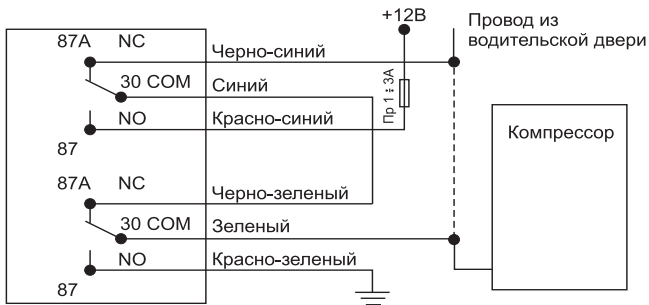 +12В
Провод из
водительской двери
87A NC
Черно-синий
30 COM
Синий
Пр 1÷3А
NO
Красно-синий
87
Компрессор
87A NC
Черно-зеленый
30 COM
Зеленый
NO
Красно-зеленый
87